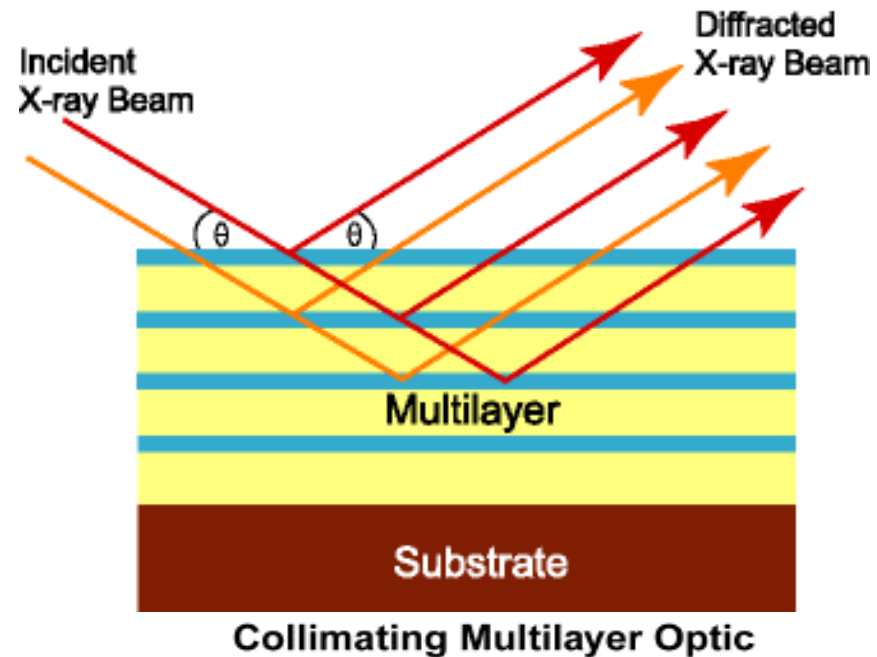 Incident
X-ray Beam
Diffracted
X-ray Beam
θ
θ
Multilayer
Substrate
Collimating Multilayer Optic